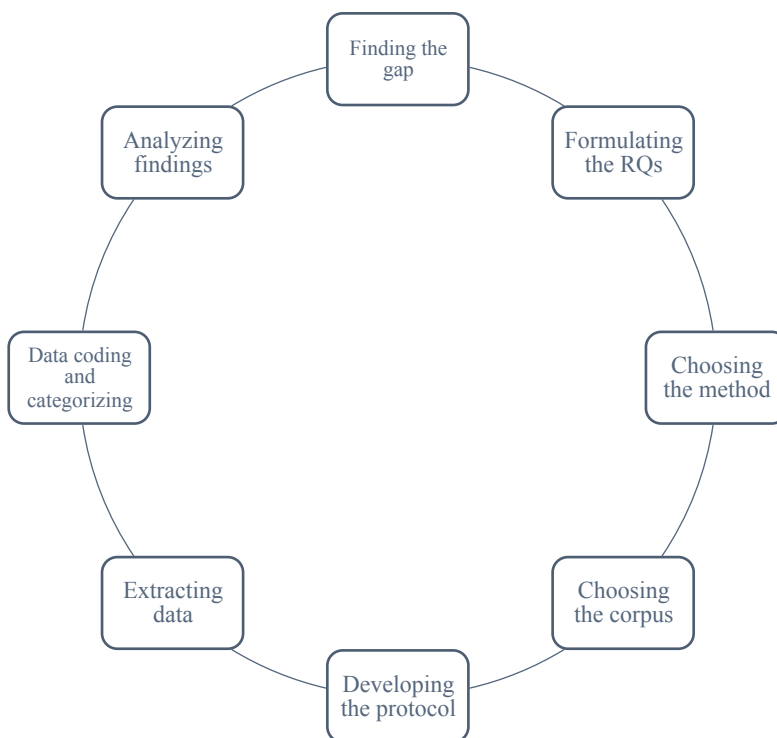 Finding the
gap
Formulating
the RQs
Choosing
the method
Choosing
the corpus
Developing
the protocol
Extracting
data
Data coding
and
categorizing
Analyzing
findings